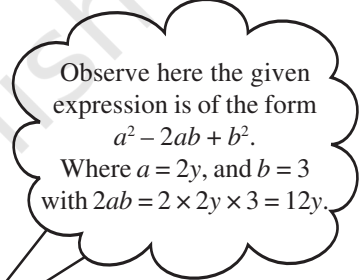 Observe here the given
expression is of the form
a² – 2ab + b².
Where a = 2y, and b = 3
with 2ab = 2 × 2y × 3 = 12y.